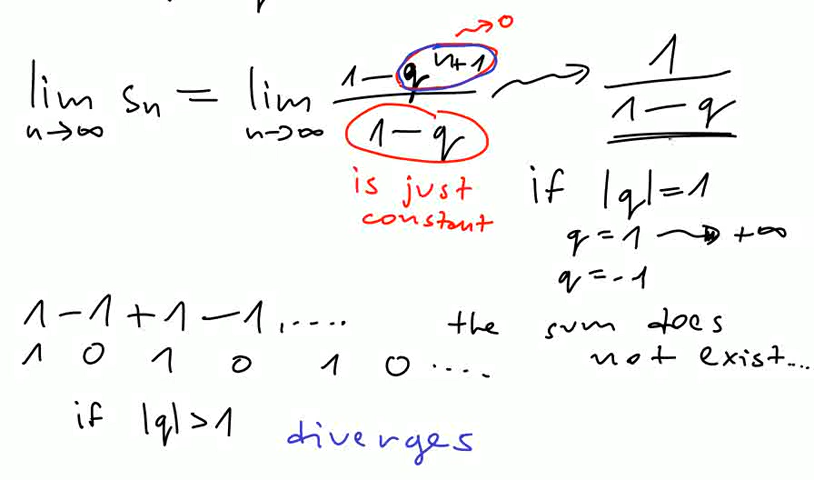 → 0
lim n→∞ sn = lim n→∞ (1 - q^(n+1)) / (1 - q) → 1 / (1 - q)
is just
constant
if |q| = 1
q = 1 → +∞
q = -1
1 - 1 + 1 - 1, ....
the sum does
1 0 1 0 1 0 ....
not exist....
if |q| > 1 diverges